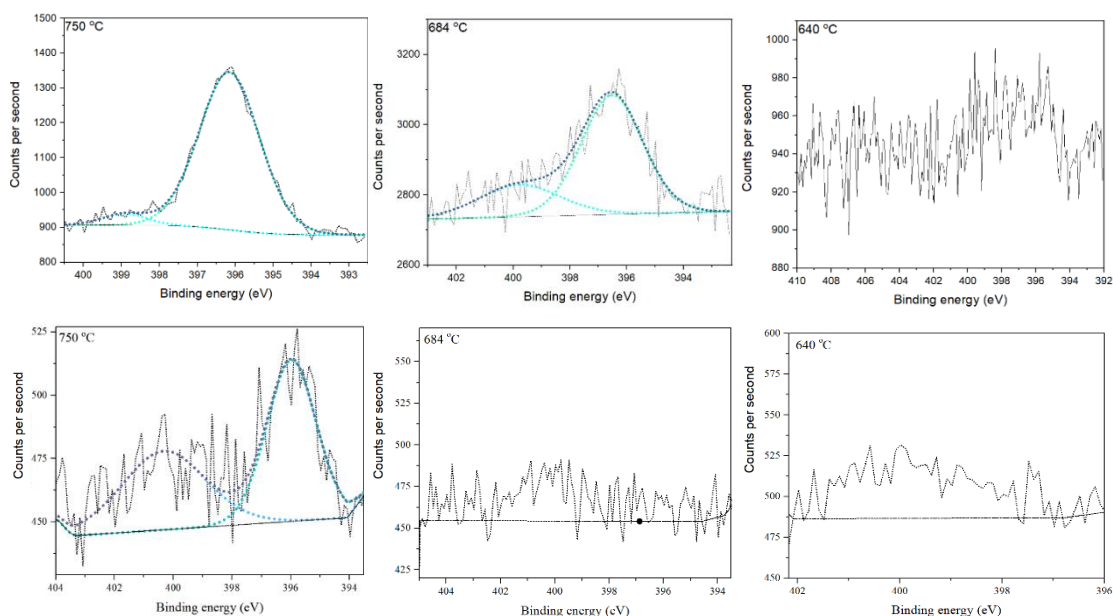 750 °C
Counts per second
1500
1400
1300
1200
1100
1000
900
800
400 399 398 397 396 395 394 393
Binding energy (eV)
684 °C
Counts per second
3200
3000
2800
2600
402 400 398 396 394
Binding energy (eV)
640 °C
Counts per second
1000
980
960
940
920
900
880
410 408 406 404 402 400 398 396 394 392
Binding energy (eV)
750 °C
Counts per second
525
500
475
450
404 402 400 398 396 394
Binding energy (eV)
684 °C
Counts per second
550
525
500
475
450
425
404 402 400 398 396 394
Binding energy (eV)
640 °C
Counts per second
600
575
550
525
500
475
450
402 401 400 399 398 397 396
Binding energy (eV)